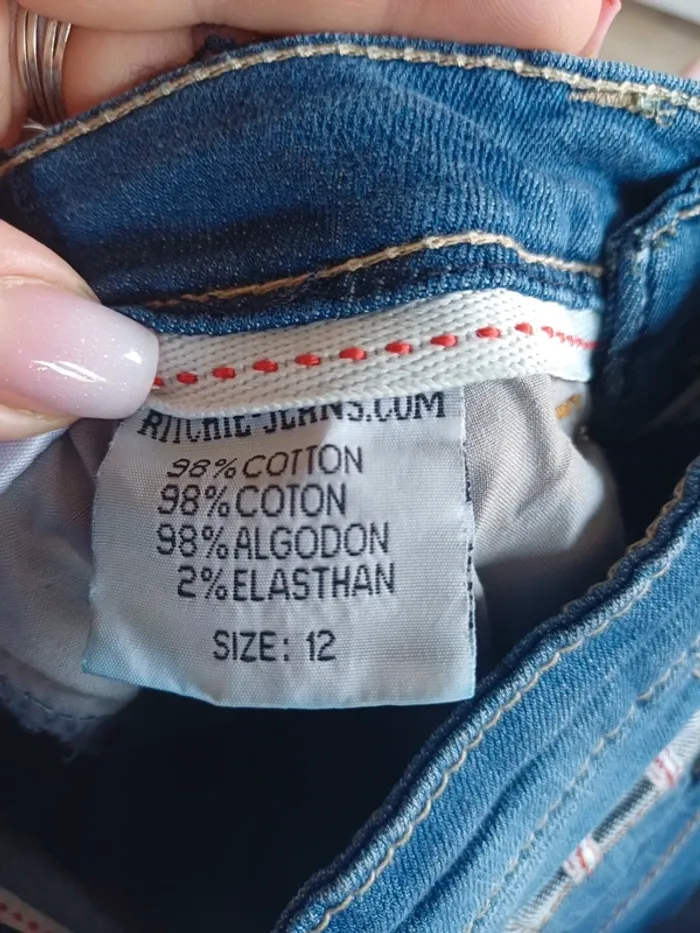 RITCHIE-JEANS.COM
98% COTTON
98% COTON
98% ALGODON
2% ELASTHAN
SIZE: 12